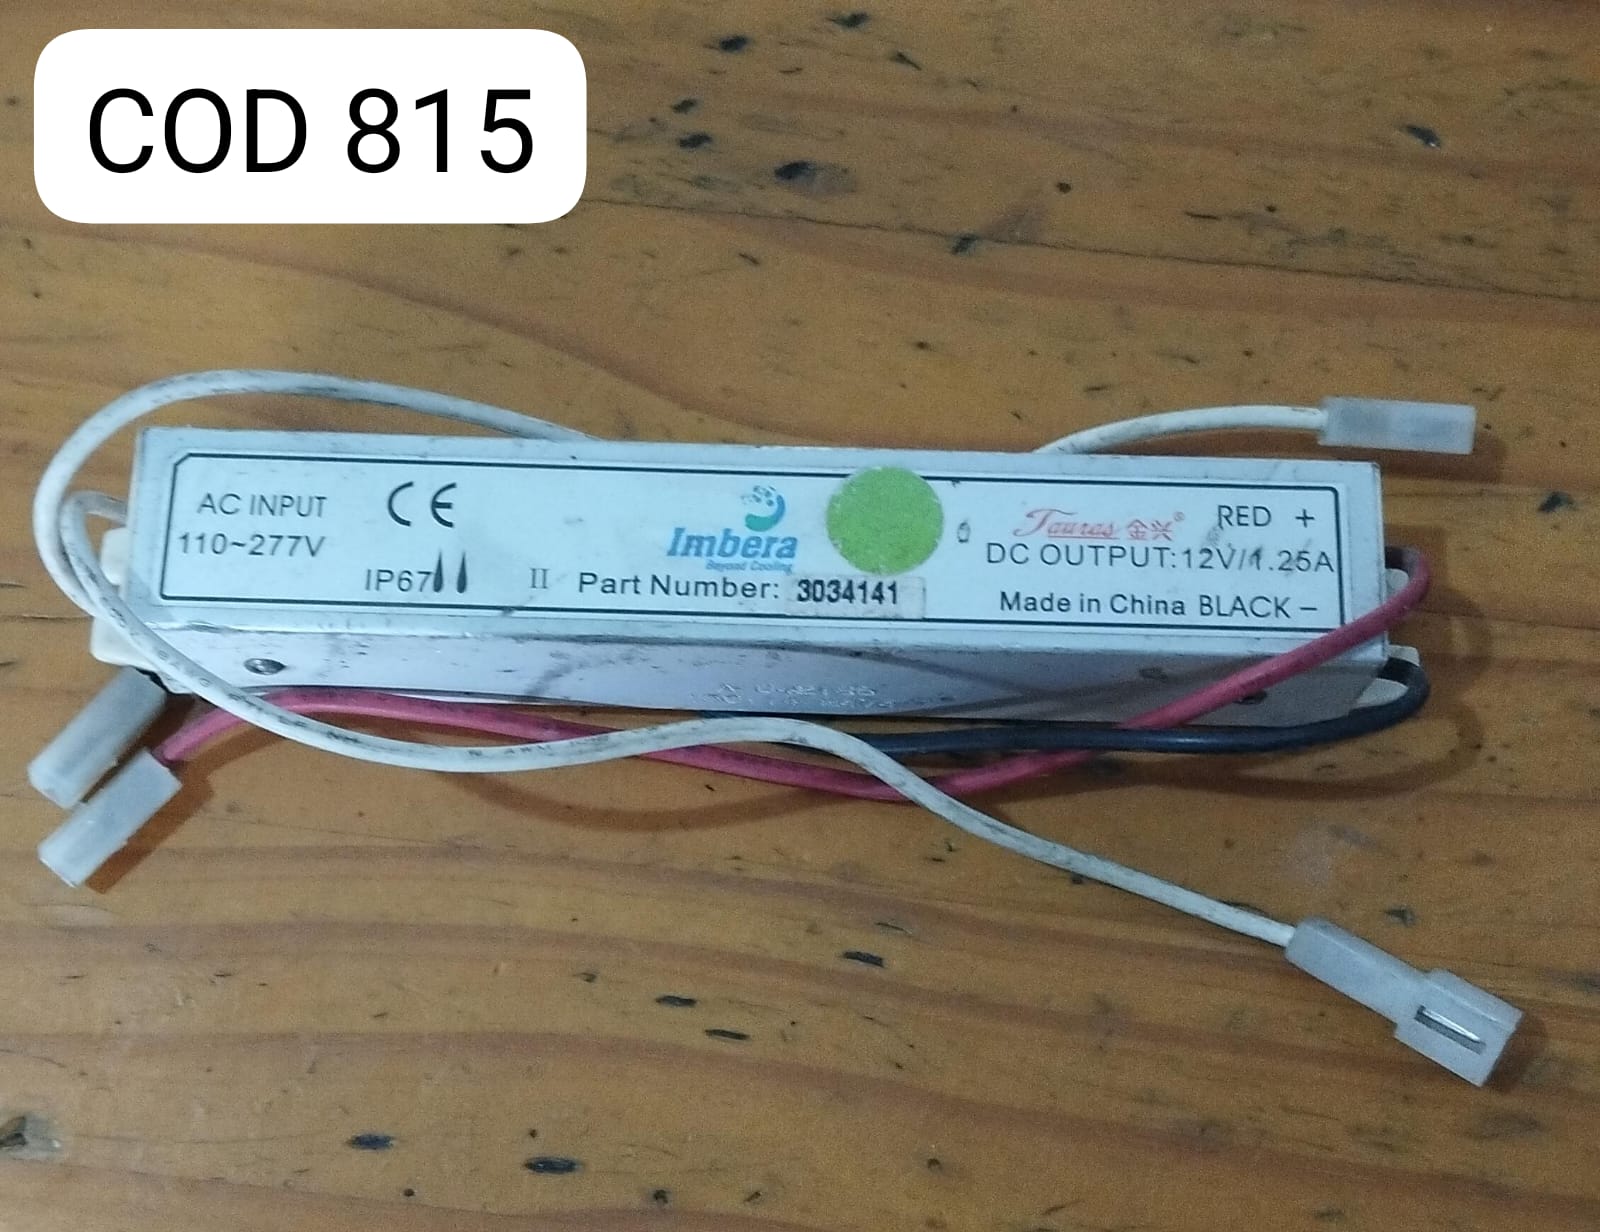 COD 815
AC INPUT
110~277V
CE
IP67
II
Imbera
Beyond Cooling
Part Number: 3034141
Tauras 金兴®
RED +
DC OUTPUT:12V/1.25A
Made in China BLACK −